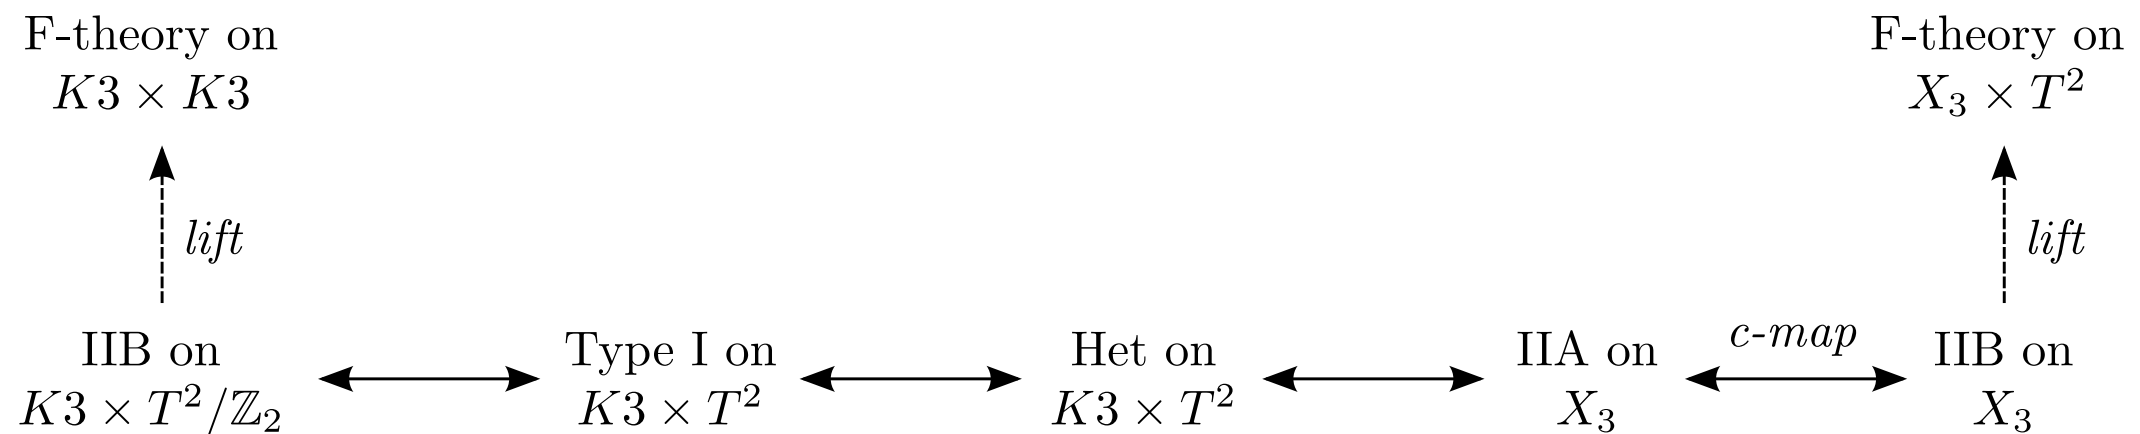 F-theory on
K3 × K3
F-theory on
X₃ × T²
lift
lift
IIB on
K3 × T²/ℤ₂
Type I on
K3 × T²
Het on
K3 × T²
IIA on
X₃
c-map
IIB on
X₃